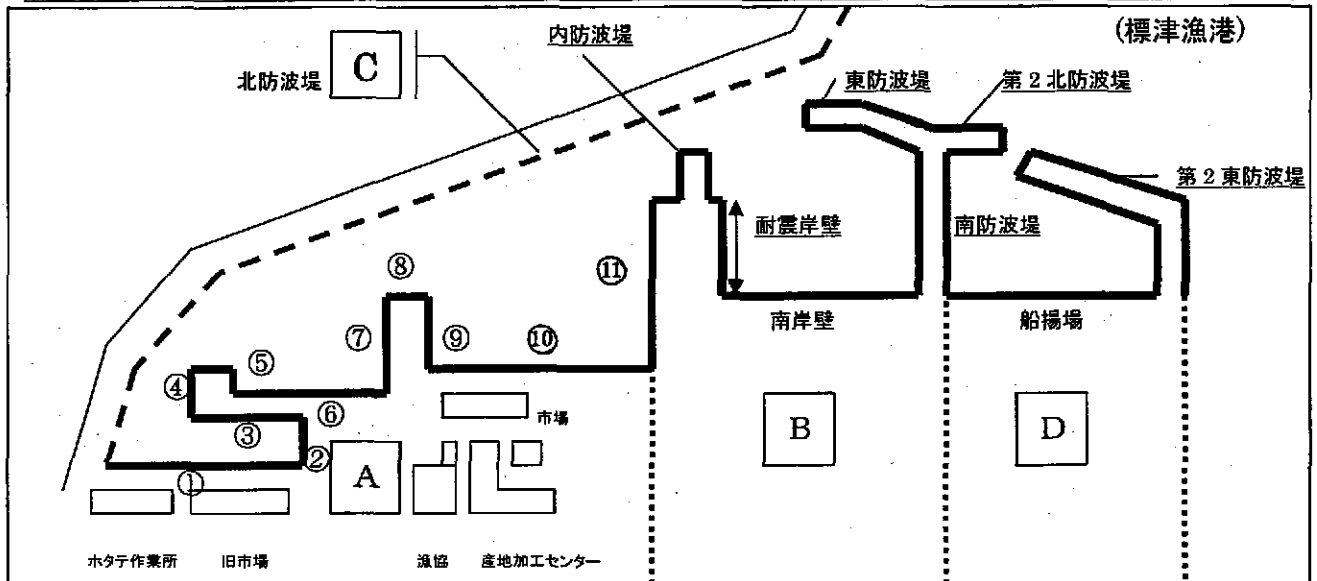 (標津漁港)
内防波堤
北防波堤
C
東防波堤
第2北防波堤
第2東防波堤
耐震岸壁
南防波堤
⑧
⑪
南岸壁
船揚場
⑦
⑨
⑩
⑤
④
⑥
③
②
①
市場
A
B
D
ホタテ作業所
旧市場
漁協
産地加工センター